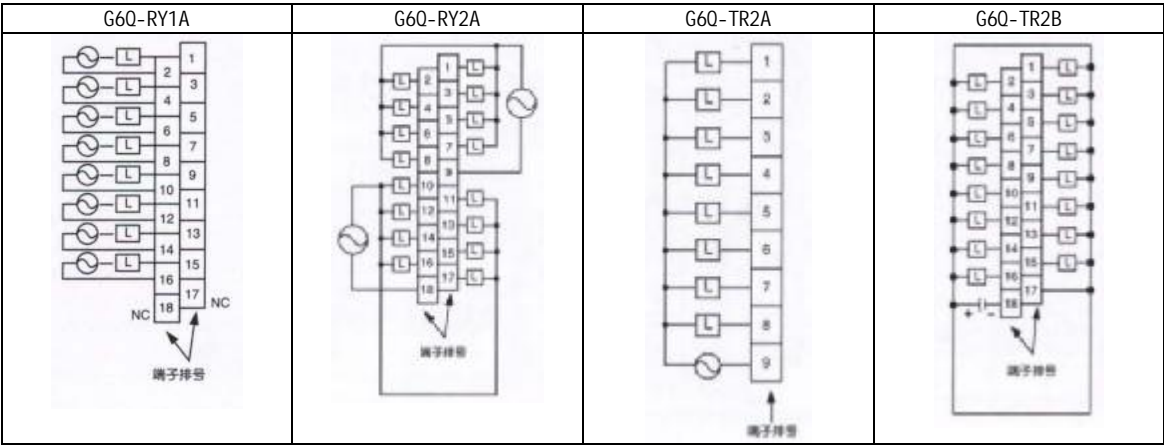 G6Q-RY1A
G6Q-RY2A
G6Q-TR2A
G6Q-TR2B
L 1
2
L 3
4
L 5
6
L 7
8
L 9
10
L 11
12
L 13
14
L 15
16
17 NC
NC 18
端子排号
1 L
L 2
3 L
L 4
5 L
L 6
7 L
L 8
9
L 10
11 L
L 12
13 L
L 14
15 L
L 16
17 L
18
端子排号
L 1
L 2
L 3
L 4
L 5
L 6
L 7
L 8
9
端子排号
1 L
L 2
3 L
L 4
5 L
L 6
7 L
L 8
9 L
L 10
11 L
L 12
13 L
L 14
15 L
L 16
17
+ - 18
端子排号